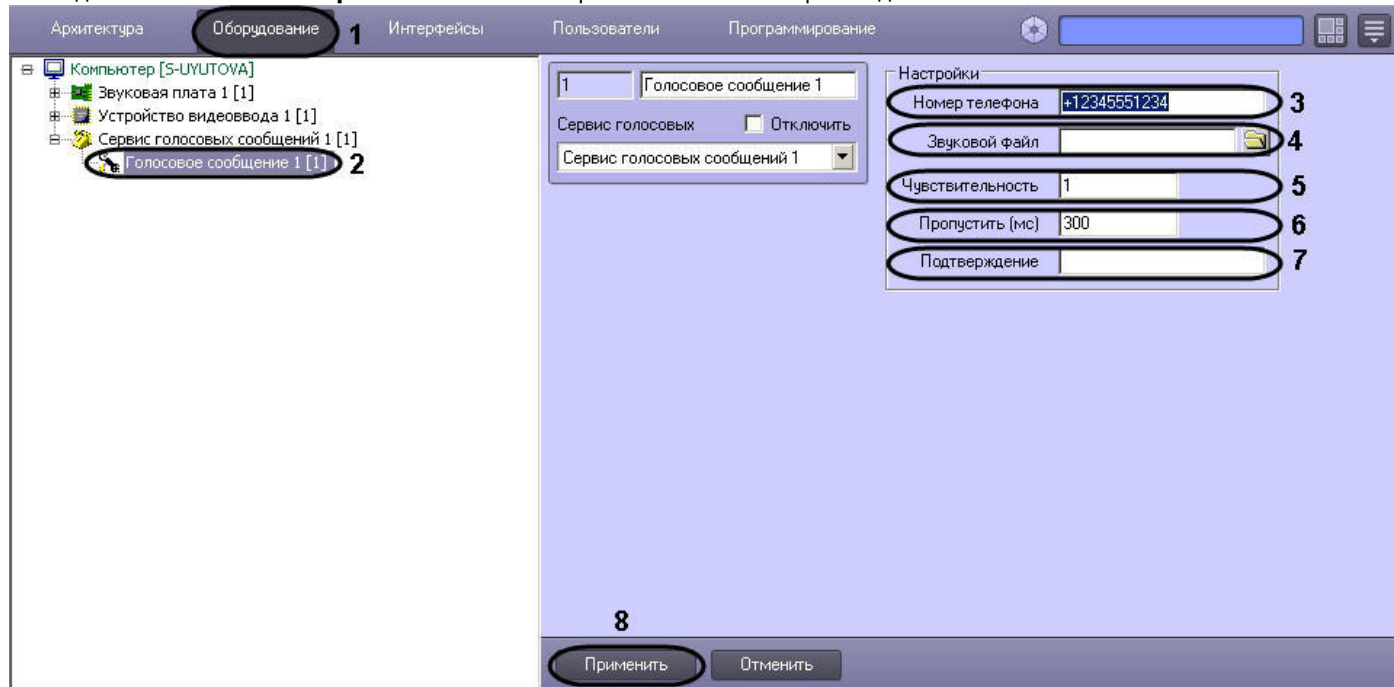 Архитектура Оборудование 1 Интерфейсы Пользователи Программирование
Компьютер [S-UYUTOVA]
Звуковая плата 1 [1]
Устройство видеоввода 1 [1]
Сервис голосовых сообщений 1 [1]
Голосовое сообщение 1 [1] 2
1 Голосовое сообщение 1
Сервис голосовых Отключить
Сервис голосовых сообщений 1
Настройки
Номер телефона +12345551234 3
Звуковой файл 4
Чувствительность 1 5
Пропустить (мс) 300 6
Подтверждение 7
8
Применить Отменить